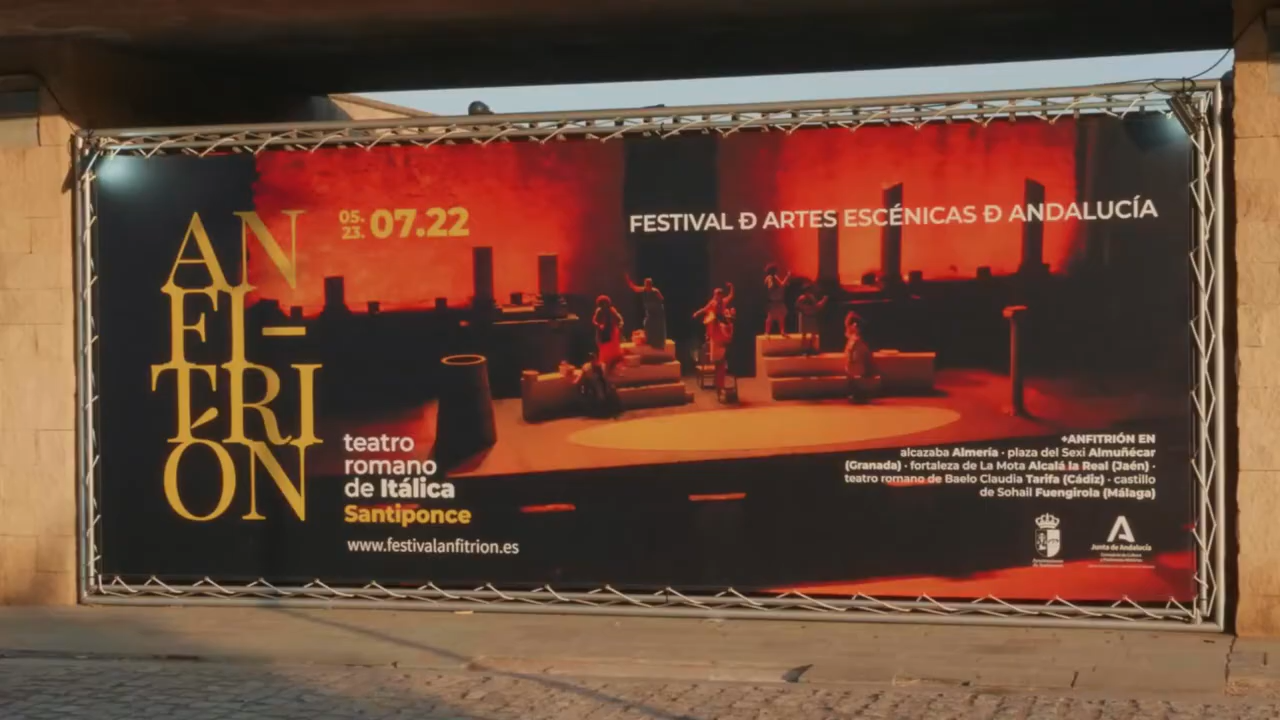 AN
FI-
TRI
ÓN
05.
23. 07.22
FESTIVAL Đ ARTES ESCÉNICAS Đ ANDALUCÍA
teatro
romano
de Itálica
Santiponce
www.festivalanfitrion.es
+ANFITRIÓN EN
alcazaba Almería · plaza del Sexi Almuñécar
(Granada) · fortaleza de La Mota Alcalá la Real (Jaén) ·
teatro romano de Baelo Claudia Tarifa (Cádiz) · castillo
de Sohail Fuengirola (Málaga)
Junta de Andalucía